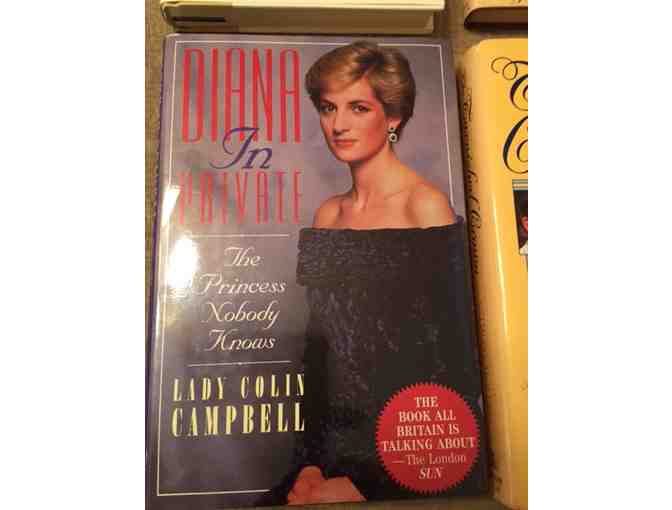 DIANA
In
PRIVATE
The
Princess
Nobody
Knows
LADY COLIN
CAMPBELL
THE
BOOK ALL
BRITAIN IS
TALKING ABOUT
—The London
SUN